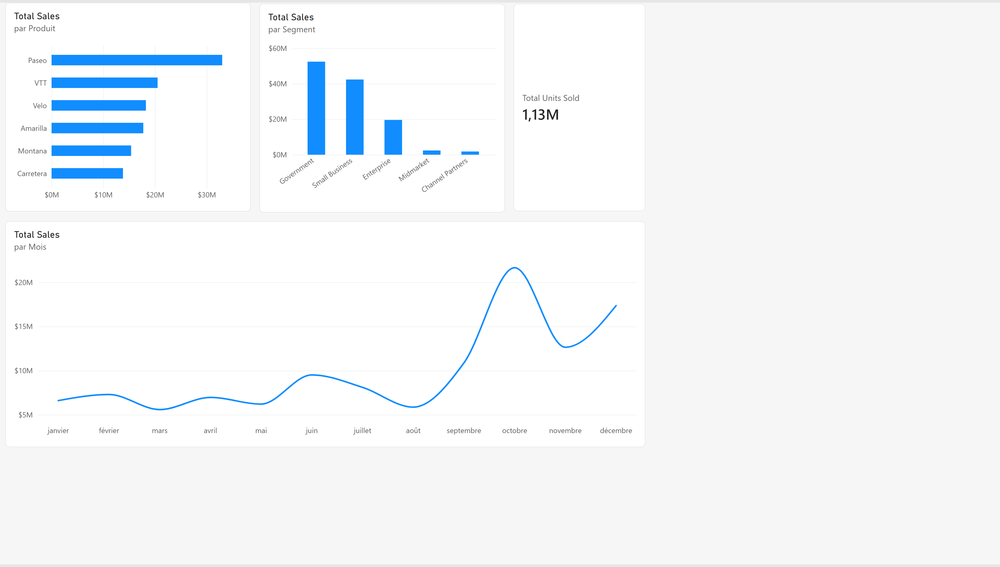 Total Sales
par Produit
Paseo
VTT
Velo
Amarilla
Montana
Carretera
$0M $10M $20M $30M
Total Sales
par Segment
$60M
$40M
$20M
$0M
Government Small Business Enterprise Midmarket Channel Partners
Total Units Sold
1,13M
Total Sales
par Mois
$20M
$15M
$10M
$5M
janvier février mars avril mai juin juillet août septembre octobre novembre décembre